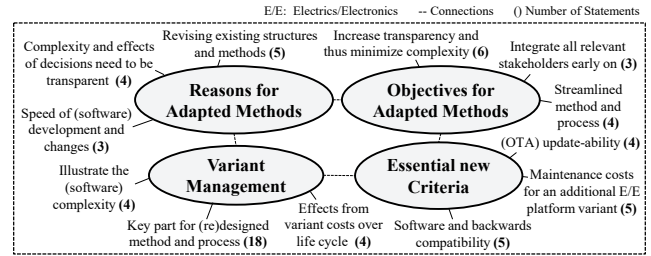 E/E: Electrics/Electronics -- Connections () Number of Statements
Complexity and effects
of decisions need to be
transparent (4)
Revising existing structures
and methods (5)
Increase transparency and
thus minimize complexity (6)
Integrate all relevant
stakeholders early on (3)
Reasons for
Adapted Methods
Objectives for
Adapted Methods
Streamlined
method and
process (4)
Speed of (software)
development and
changes (3)
(OTA) update-ability (4)
Illustrate the
(software)
complexity (4)
Variant
Management
Essential new
Criteria
Maintenance costs
for an additional E/E
platform variant (5)
Key part for (re)designed
method and process (18)
Effects from
variant costs over
life cycle (4)
Software and backwards
compatibility (5)